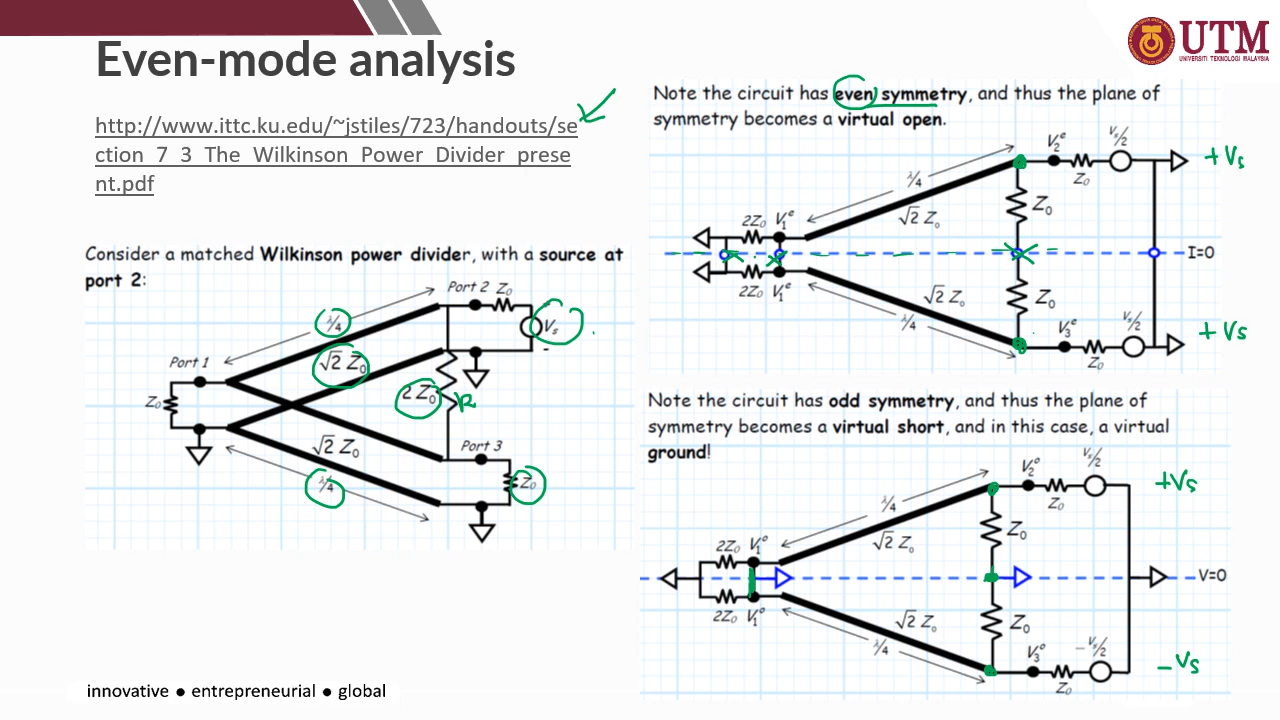 Even-mode analysis
UTM
UNIVERSITI TEKNOLOGI MALAYSIA
http://www.ittc.ku.edu/~jstiles/723/handouts/se
ction_7_3_The_Wilkinson_Power_Divider_prese
nt.pdf
Consider a matched Wilkinson power divider, with a source at
port 2:
Port 2 Z₀
λ/4
Vₛ
-
Port 1
√2 Z₀
Z₀
2 Z₀
R
√2 Z₀
Port 3
λ/4
Z₀
Note the circuit has even symmetry, and thus the plane of
symmetry becomes a virtual open.
V₂ᵉ
Vₛ/2
+Vs
Z₀
λ/4
√2 Z₀
Z₀
2Z₀ V₁ᵉ
I=0
2Z₀ V₁ᵉ
√2 Z₀
Z₀
λ/4
V₃ᵉ
Vₛ/2
+Vs
Z₀
Note the circuit has odd symmetry, and thus the plane of
symmetry becomes a virtual short, and in this case, a virtual
ground!
V₂ᵒ
Vₛ/2
+Vs
Z₀
λ/4
√2 Z₀
Z₀
2Z₀ V₁ᵒ
V=0
2Z₀ V₁ᵒ
√2 Z₀
Z₀
λ/4
V₃ᵒ
-Vₛ/2
-Vs
Z₀
innovative ● entrepreneurial ● global